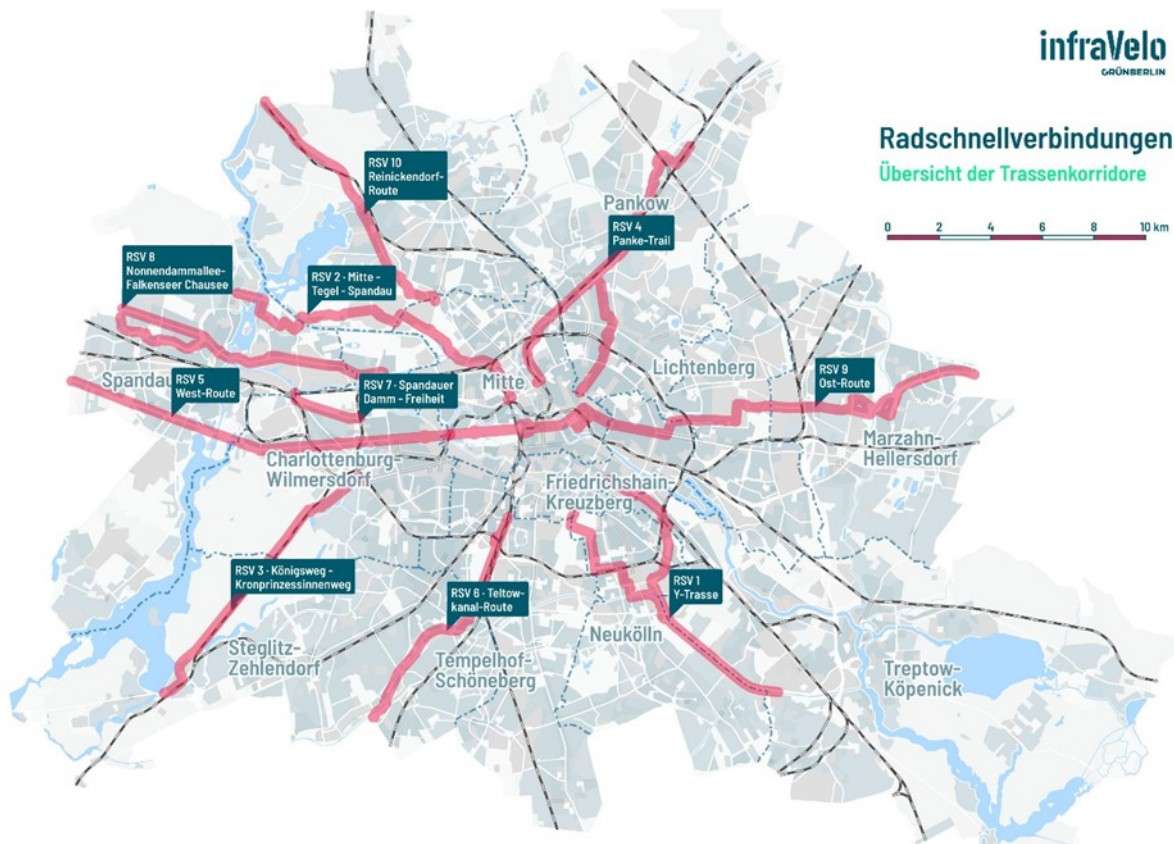 infraVelo
GRÜNBERLIN
Radschnellverbindungen
Übersicht der Trassenkorridore
0 2 4 6 8 10 km
RSV 10
Reinickendorf-
Route
Pankow
RSV 4
Panke-Trail
RSV 8
Nonnendammallee-
Falkenseer Chausee
RSV 2 · Mitte -
Tegel - Spandau
Spandau
RSV 5
West-Route
RSV 7 · Spandauer
Damm - Freiheit
Mitte
Lichtenberg
RSV 9
Ost-Route
Marzahn-
Hellersdorf
Charlottenburg-
Wilmersdorf
Friedrichshain-
Kreuzberg
RSV 3 · Königsweg -
Kronprinzessinnenweg
RSV 6 · Teltow-
kanal-Route
RSV 1
Y-Trasse
Steglitz-
Zehlendorf
Tempelhof-
Schöneberg
Neukölln
Treptow-
Köpenick